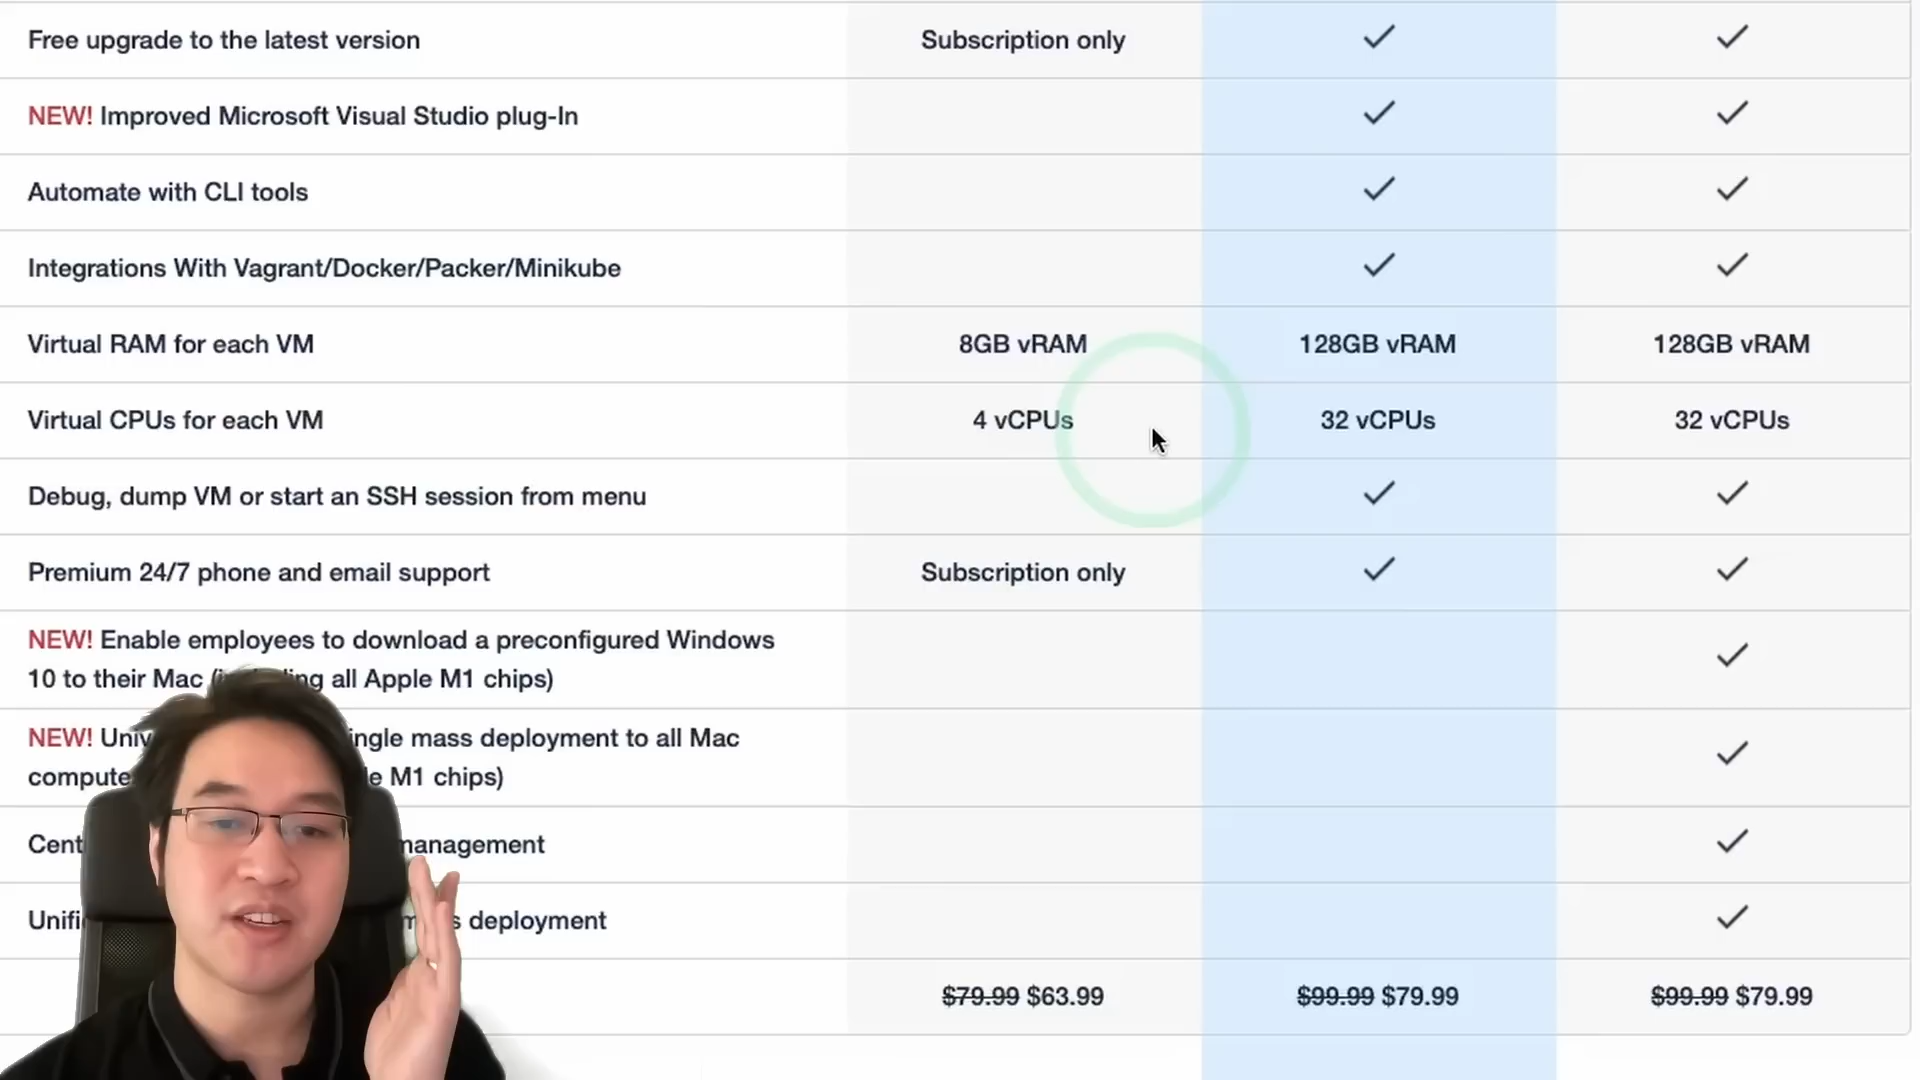 Free upgrade to the latest version Subscription only
NEW! Improved Microsoft Visual Studio plug-In
Automate with CLI tools
Integrations With Vagrant/Docker/Packer/Minikube
Virtual RAM for each VM 8GB vRAM 128GB vRAM 128GB vRAM
Virtual CPUs for each VM 4 vCPUs 32 vCPUs 32 vCPUs
Debug, dump VM or start an SSH session from menu
Premium 24/7 phone and email support Subscription only
NEW! Enable employees to download a preconfigured Windows
10 to their Mac all Apple M1 chips)
NEW! mass deployment to all Mac
M1 chips)
management
deployment
$79.99 $63.99 $99.99 $79.99 $99.99 $79.99